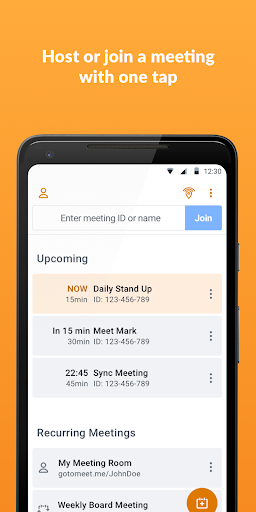 Host or join a meeting
with one tap
12:30
Enter meeting ID or name
Join
Upcoming
NOW Daily Stand Up
15min ID: 123-456-789
In 15 min Meet Mark
30min ID: 123-456-789
22:45 Sync Meeting
45min ID: 123-456-789
Recurring Meetings
My Meeting Room
gotomeet.me/JohnDoe
Weekly Board Meeting